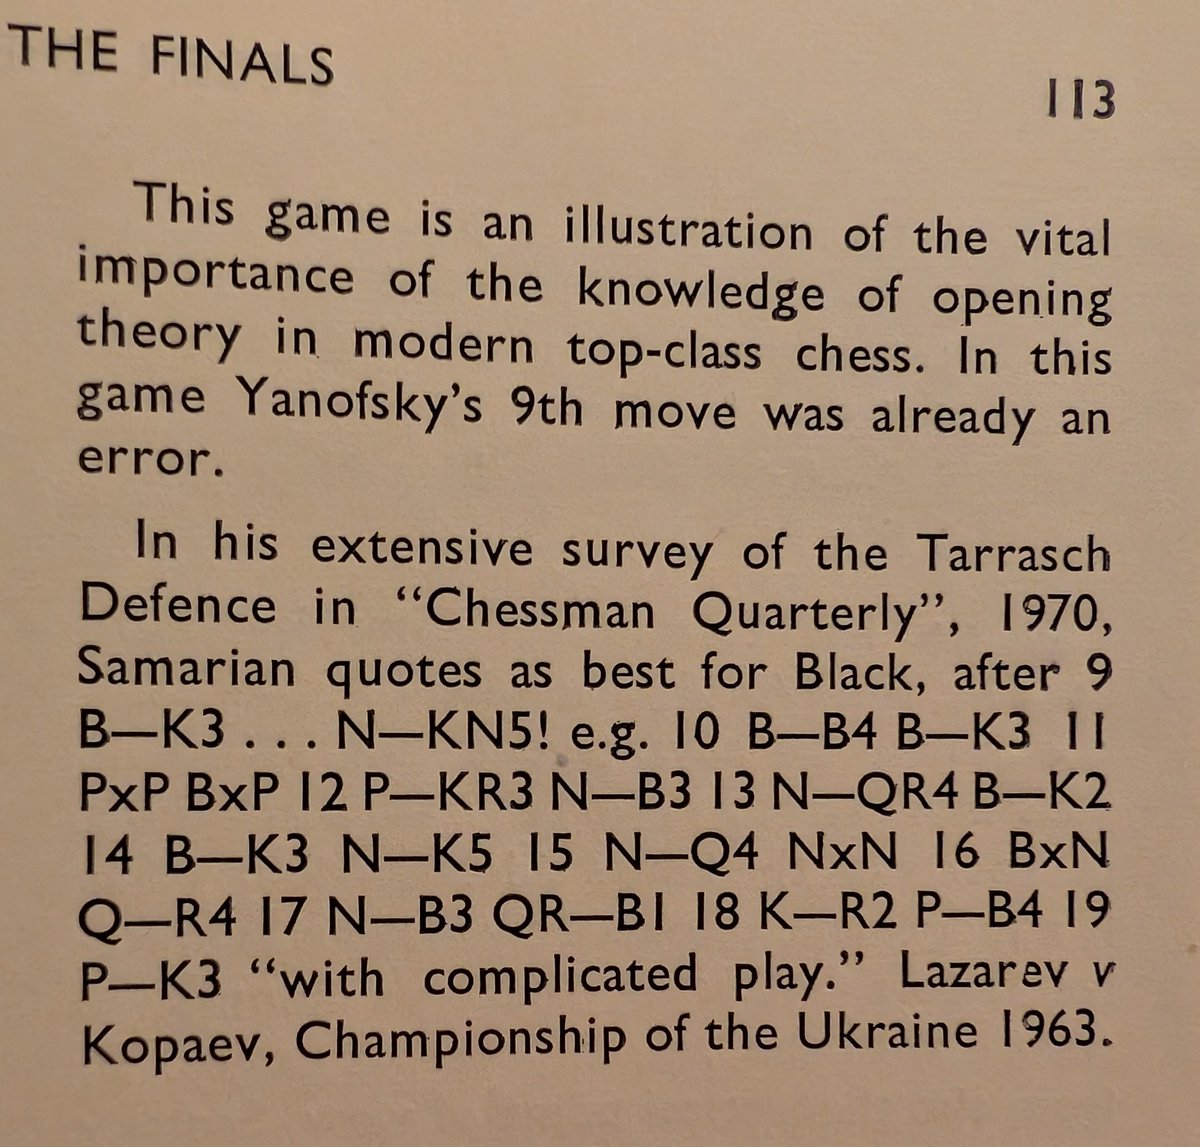 THE FINALS
113
This game is an illustration of the vital
importance of the knowledge of opening
theory in modern top-class chess. In this
game Yanofsky's 9th move was already an
error.
In his extensive survey of the Tarrasch
Defence in “Chessman Quarterly”, 1970,
Samarian quotes as best for Black, after 9
B—K3 . . . N—KN5! e.g. 10 B—B4 B—K3 11
PxP BxP 12 P—KR3 N—B3 13 N—QR4 B—K2
14 B—K3 N—K5 15 N—Q4 NxN 16 BxN
Q—R4 17 N—B3 QR—B1 18 K—R2 P—B4 19
P—K3 “with complicated play.” Lazarev v
Kopaev, Championship of the Ukraine 1963.